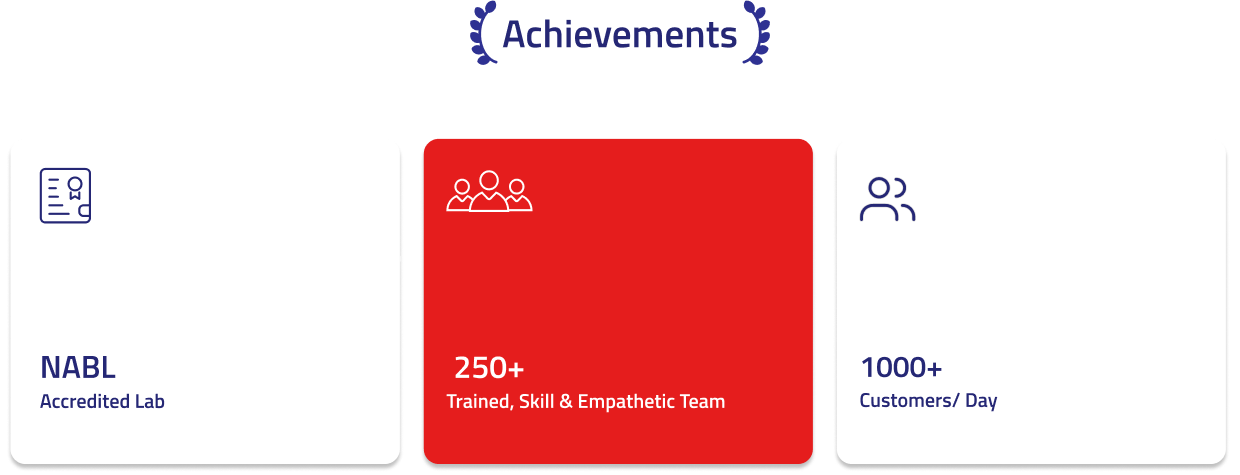 Achievements
NABL
Accredited Lab
250+
Trained, Skill & Empathetic Team
1000+
Customers/ Day